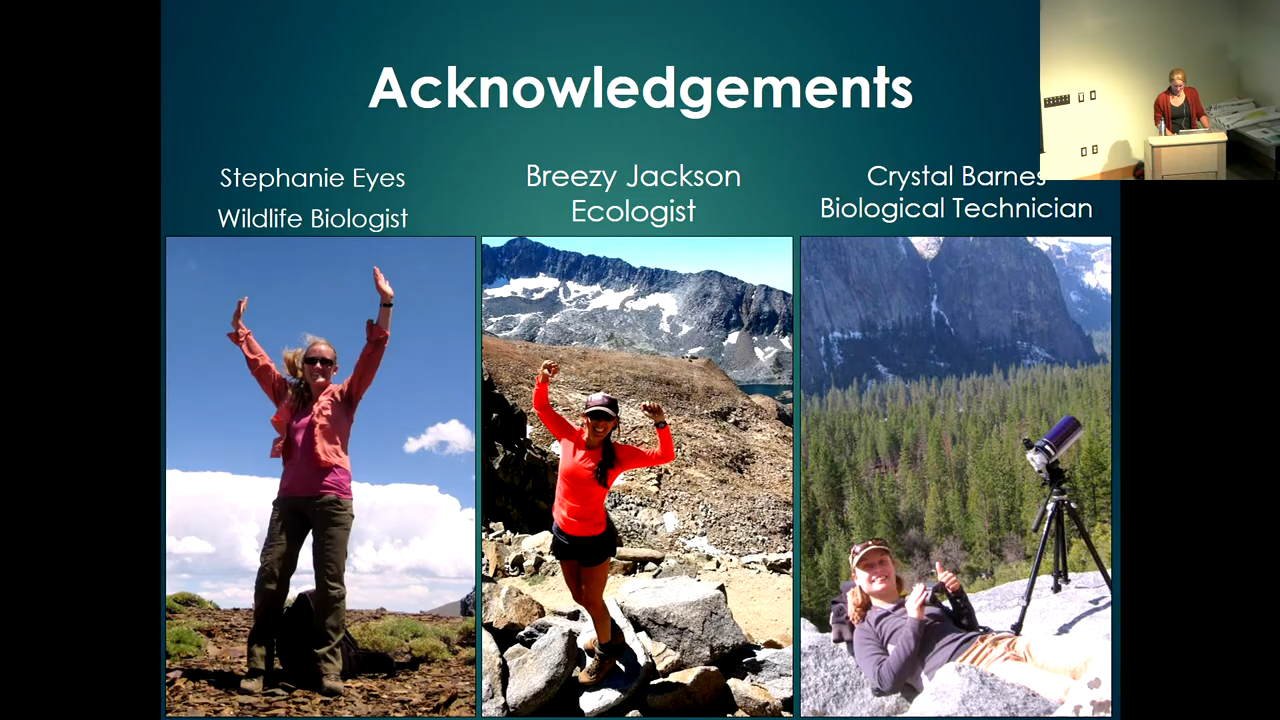 Acknowledgements
Stephanie Eyes
Wildlife Biologist
Breezy Jackson
Ecologist
Crystal Barnes
Biological Technician